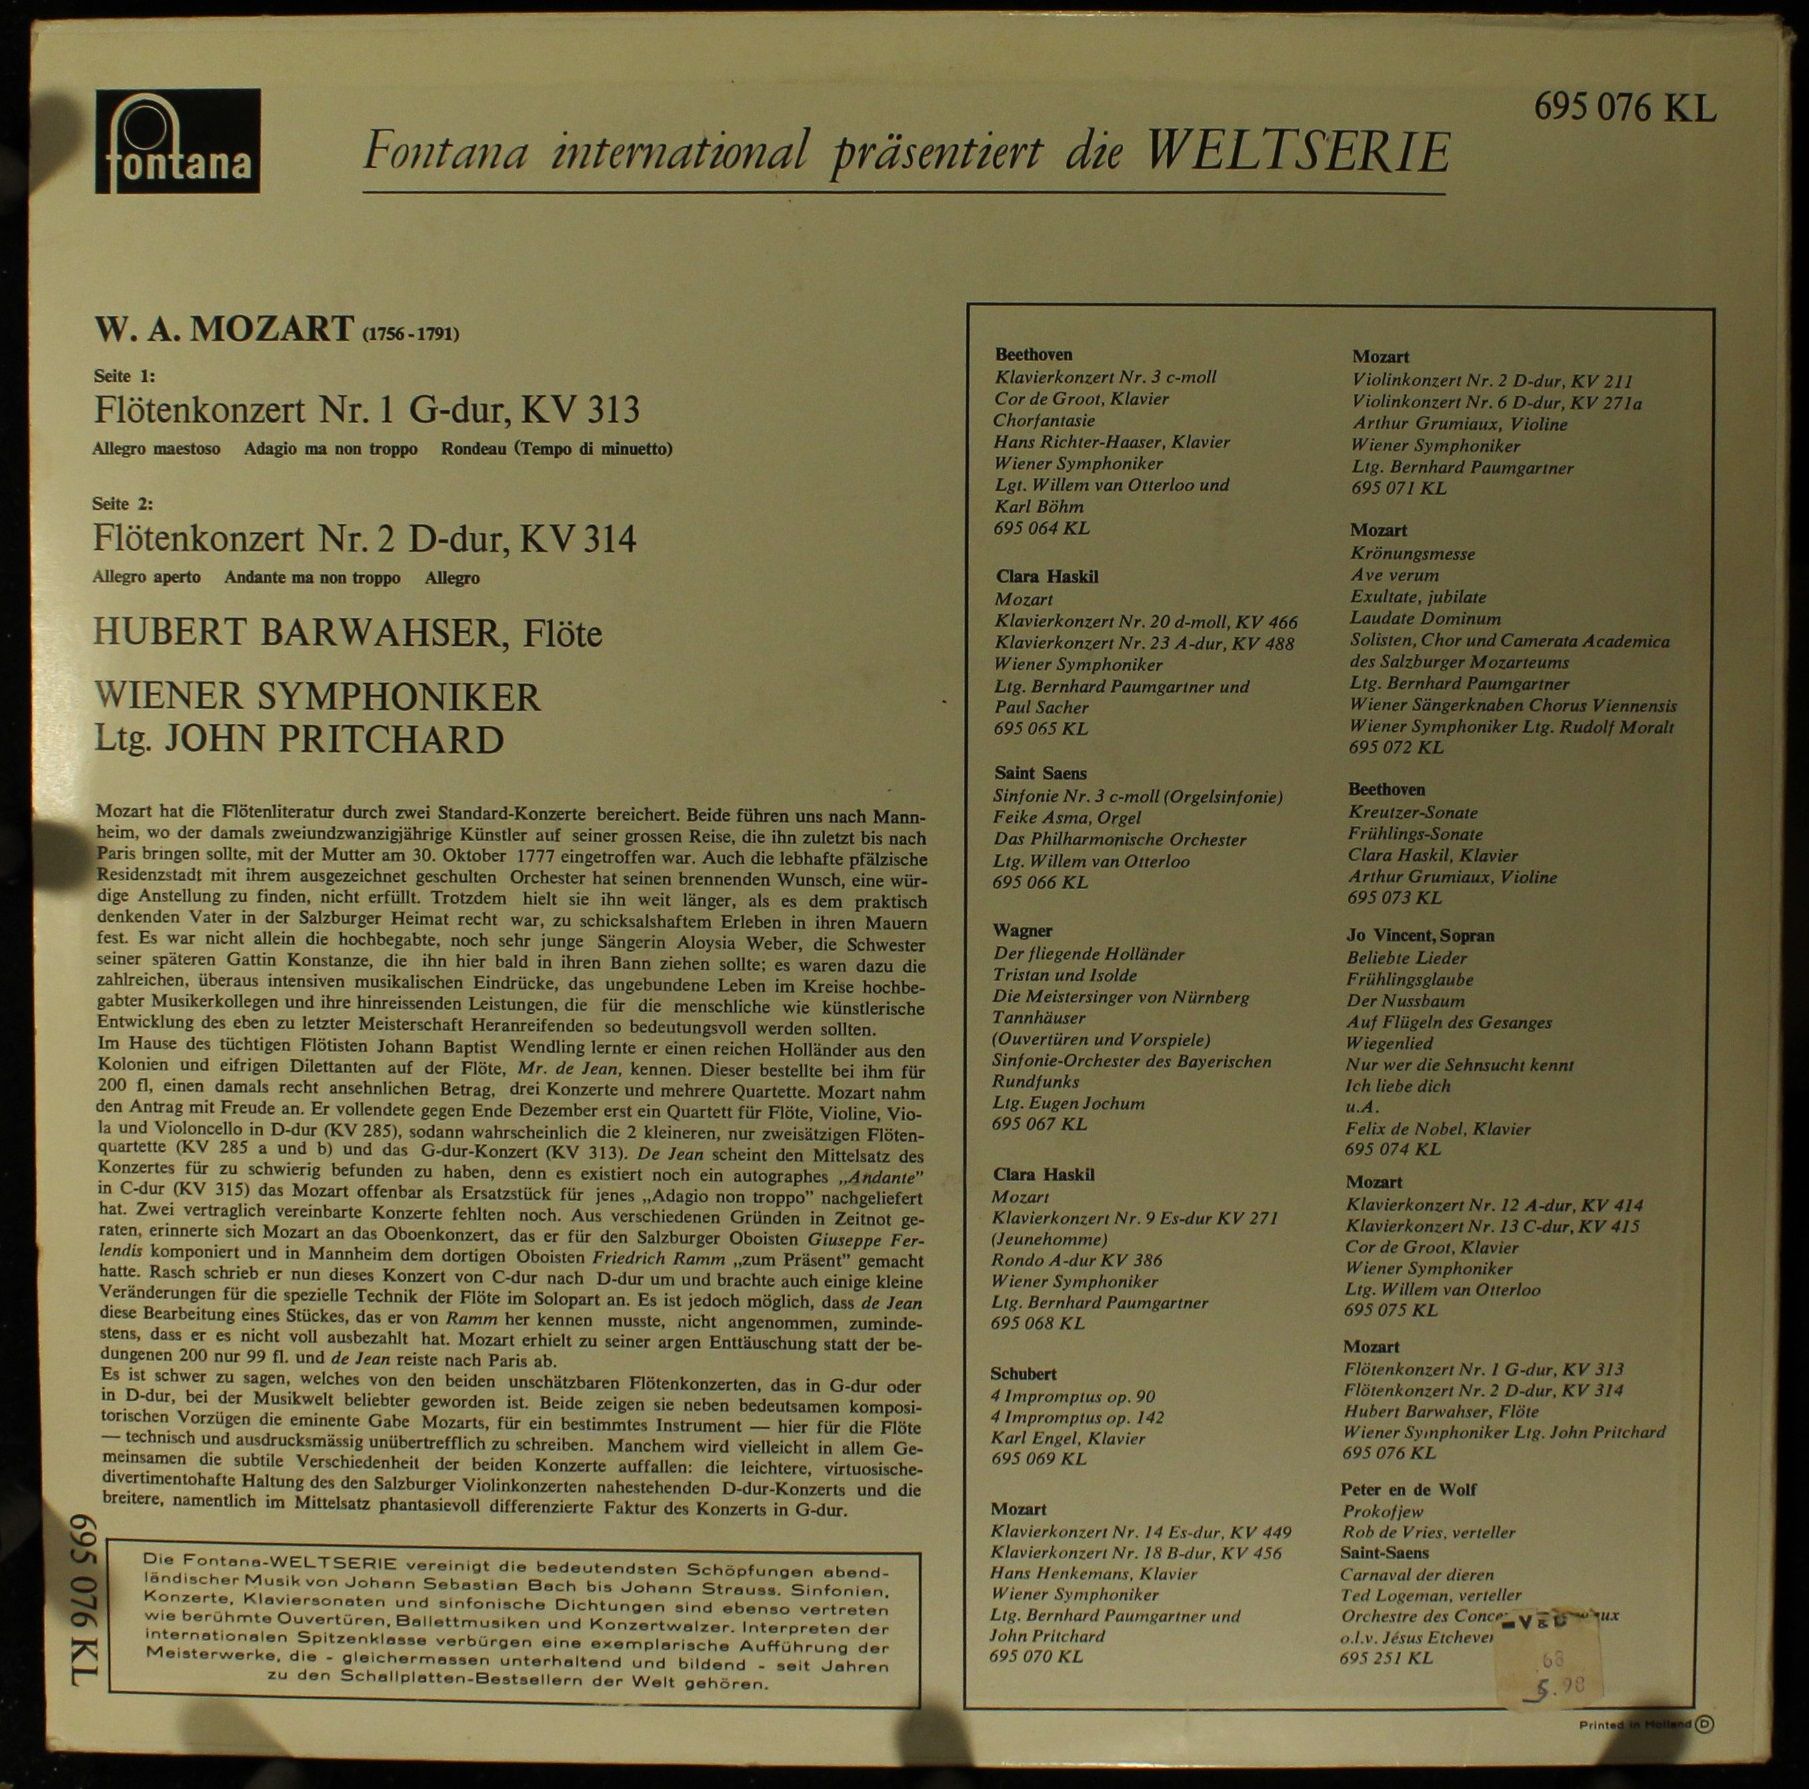 fontana
Fontana international präsentiert die WELTSERIE
695 076 KL
W. A. MOZART (1756-1791)
Seite 1:
Flötenkonzert Nr. 1 G-dur, KV 313
Allegro maestoso Adagio ma non troppo Rondeau (Tempo di minuetto)
Seite 2:
Flötenkonzert Nr. 2 D-dur, KV 314
Allegro aperto Andante ma non troppo Allegro
HUBERT BARWAHSER, Flöte
WIENER SYMPHONIKER
Ltg. JOHN PRITCHARD
Mozart hat die Flötenliteratur durch zwei Standard-Konzerte bereichert. Beide führen uns nach Mann-
heim, wo der damals zweiundzwanzigjährige Künstler auf seiner grossen Reise, die ihn zuletzt bis nach
Paris bringen sollte, mit der Mutter am 30. Oktober 1777 eingetroffen war. Auch die lebhafte pfälzische
Residenzstadt mit ihrem ausgezeichnet geschulten Orchester hat seinen brennenden Wunsch, eine wür-
dige Anstellung zu finden, nicht erfüllt. Trotzdem hielt sie ihn weit länger, als es dem praktisch
denkenden Vater in der Salzburger Heimat recht war, zu schicksalshaftem Erleben in ihren Mauern
fest. Es war nicht allein die hochbegabte, noch sehr junge Sängerin Aloysia Weber, die Schwester
seiner späteren Gattin Konstanze, die ihn hier bald in ihren Bann ziehen sollte; es waren dazu die
zahlreichen, überaus intensiven musikalischen Eindrücke, das ungebundene Leben im Kreise hochbe-
gabter Musikerkollegen und ihre hinreissenden Leistungen, die für die menschliche wie künstlerische
Entwicklung des eben zu letzter Meisterschaft Heranreifenden so bedeutungsvoll werden sollten.
Im Hause des tüchtigen Flötisten Johann Baptist Wendling lernte er einen reichen Holländer aus den
Kolonien und eifrigen Dilettanten auf der Flöte, Mr. de Jean, kennen. Dieser bestellte bei ihm für
200 fl, einen damals recht ansehnlichen Betrag, drei Konzerte und mehrere Quartette. Mozart nahm
den Antrag mit Freude an. Er vollendete gegen Ende Dezember erst ein Quartett für Flöte, Violine, Vio-
la und Violoncello in D-dur (KV 285), sodann wahrscheinlich die 2 kleineren, nur zweisätzigen Flöten-
quartette (KV 285 a und b) und das G-dur-Konzert (KV 313). De Jean scheint den Mittelsatz des
Konzertes für zu schwierig befunden zu haben, denn es existiert noch ein autographes „Andante”
in C-dur (KV 315) das Mozart offenbar als Ersatzstück für jenes „Adagio non troppo” nachgeliefert
hat. Zwei vertraglich vereinbarte Konzerte fehlten noch. Aus verschiedenen Gründen in Zeitnot ge-
raten, erinnerte sich Mozart an das Oboenkonzert, das er für den Salzburger Oboisten Giuseppe Fer-
lendis komponiert und in Mannheim dem dortigen Oboisten Friedrich Ramm „zum Präsent” gemacht
hatte. Rasch schrieb er nun dieses Konzert von C-dur nach D-dur um und brachte auch einige kleine
Veränderungen für die spezielle Technik der Flöte im Solopart an. Es ist jedoch möglich, dass de Jean
diese Bearbeitung eines Stückes, das er von Ramm her kennen musste, nicht angenommen, zuminde-
stens, dass er es nicht voll ausbezahlt hat. Mozart erhielt zu seiner argen Enttäuschung statt der be-
dungenen 200 nur 99 fl. und de Jean reiste nach Paris ab.
Es ist schwer zu sagen, welches von den beiden unschätzbaren Flötenkonzerten, das in G-dur oder
in D-dur, bei der Musikwelt beliebter geworden ist. Beide zeigen sie neben bedeutsamen komposi-
torischen Vorzügen die eminente Gabe Mozarts, für ein bestimmtes Instrument — hier für die Flöte
— technisch und ausdrucksmässig unübertrefflich zu schreiben. Manchem wird vielleicht in allem Ge-
meinsamen die subtile Verschiedenheit der beiden Konzerte auffallen: die leichtere, virtuosische-
divertimentohafte Haltung des den Salzburger Violinkonzerten nahestehenden D-dur-Konzerts und die
breitere, namentlich im Mittelsatz phantasievoll differenzierte Faktur des Konzerts in G-dur.
695 076 KL
Die Fontana-WELTSERIE vereinigt die bedeutendsten Schöpfungen abend-
ländischer Musik von Johann Sebastian Bach bis Johann Strauss. Sinfonien,
Konzerte, Klaviersonaten und sinfonische Dichtungen sind ebenso vertreten
wie berühmte Ouvertüren, Ballettmusiken und Konzertwalzer. Interpreten der
internationalen Spitzenklasse verbürgen eine exemplarische Aufführung der
Meisterwerke, die - gleichermassen unterhaltend und bildend - seit Jahren
zu den Schallplatten-Bestsellern der Welt gehören.
Beethoven
Klavierkonzert Nr. 3 c-moll
Cor de Groot, Klavier
Chorfantasie
Hans Richter-Haaser, Klavier
Wiener Symphoniker
Lgt. Willem van Otterloo und
Karl Böhm
695 064 KL
Clara Haskil
Mozart
Klavierkonzert Nr. 20 d-moll, KV 466
Klavierkonzert Nr. 23 A-dur, KV 488
Wiener Symphoniker
Ltg. Bernhard Paumgartner und
Paul Sacher
695 065 KL
Saint Saens
Sinfonie Nr. 3 c-moll (Orgelsinfonie)
Feike Asma, Orgel
Das Philharmonische Orchester
Ltg. Willem van Otterloo
695 066 KL
Wagner
Der fliegende Holländer
Tristan und Isolde
Die Meistersinger von Nürnberg
Tannhäuser
(Ouvertüren und Vorspiele)
Sinfonie-Orchester des Bayerischen
Rundfunks
Ltg. Eugen Jochum
695 067 KL
Clara Haskil
Mozart
Klavierkonzert Nr. 9 Es-dur KV 271
(Jeunehomme)
Rondo A-dur KV 386
Wiener Symphoniker
Ltg. Bernhard Paumgartner
695 068 KL
Schubert
4 Impromptus op. 90
4 Impromptus op. 142
Karl Engel, Klavier
695 069 KL
Mozart
Klavierkonzert Nr. 14 Es-dur, KV 449
Klavierkonzert Nr. 18 B-dur, KV 456
Hans Henkemans, Klavier
Wiener Symphoniker
Ltg. Bernhard Paumgartner und
John Pritchard
695 070 KL
Mozart
Violinkonzert Nr. 2 D-dur, KV 211
Violinkonzert Nr. 6 D-dur, KV 271a
Arthur Grumiaux, Violine
Wiener Symphoniker
Ltg. Bernhard Paumgartner
695 071 KL
Mozart
Krönungsmesse
Ave verum
Exultate, jubilate
Laudate Dominum
Solisten, Chor und Camerata Academica
des Salzburger Mozarteums
Ltg. Bernhard Paumgartner
Wiener Sängerknaben Chorus Viennensis
Wiener Symphoniker Ltg. Rudolf Moralt
695 072 KL
Beethoven
Kreutzer-Sonate
Frühlings-Sonate
Clara Haskil, Klavier
Arthur Grumiaux, Violine
695 073 KL
Jo Vincent, Sopran
Beliebte Lieder
Frühlingsglaube
Der Nussbaum
Auf Flügeln des Gesanges
Wiegenlied
Nur wer die Sehnsucht kennt
Ich liebe dich
u.A.
Felix de Nobel, Klavier
695 074 KL
Mozart
Klavierkonzert Nr. 12 A-dur, KV 414
Klavierkonzert Nr. 13 C-dur, KV 415
Cor de Groot, Klavier
Wiener Symphoniker
Ltg. Willem van Otterloo
695 075 KL
Mozart
Flötenkonzert Nr. 1 G-dur, KV 313
Flötenkonzert Nr. 2 D-dur, KV 314
Hubert Barwahser, Flöte
Wiener Symphoniker Ltg. John Pritchard
695 076 KL
Peter en de Wolf
Prokofjew
Rob de Vries, verteller
Saint-Saens
Carnaval der dieren
Ted Logeman, verteller
Orchestre des
o.l.v. Jésus
695 251 KL
V&D
68
5.90
Printed in Holland D